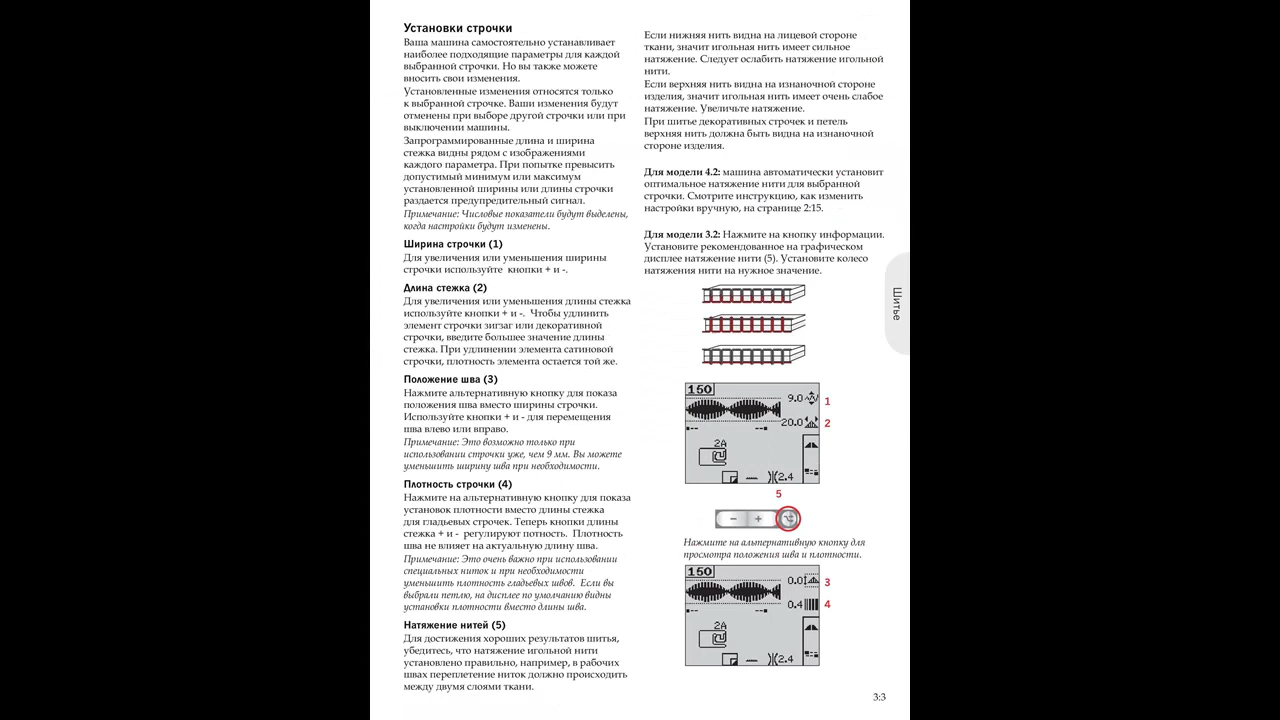 Установки строчки
Ваша машина самостоятельно устанавливает
наиболее подходящие параметры для каждой
выбранной строчки. Но вы также можете
вносить свои изменения.
Установленные изменения относятся только
к выбранной строчке. Ваши изменения будут
отменены при выборе другой строчки или при
выключении машины.
Запрограммированные длина и ширина
стежка видны рядом с изображениями
каждого параметра. При попытке превысить
допустимый минимум или максимум
установленной ширины или длины строчки
раздается предупредительный сигнал.
Примечание: Числовые показатели будут выделены,
когда настройки будут изменены.
Ширина строчки (1)
Для увеличения или уменьшения ширины
строчки используйте кнопки + и -.
Длина стежка (2)
Для увеличения или уменьшения длины стежка
используйте кнопки + и -. Чтобы удлинить
элемент строчки зигзаг или декоративной
строчки, введите большее значение длины
стежка. При удлинении элемента сатиновой
строчки, плотность элемента остается той же.
Положение шва (3)
Нажмите альтернативную кнопку для показа
положения шва вместо ширины строчки.
Используйте кнопки + и - для перемещения
шва влево или вправо.
Примечание: Это возможно только при
использовании строчки уже, чем 9 мм. Вы можете
уменьшить ширину шва при необходимости.
Плотность строчки (4)
Нажмите на альтернативную кнопку для показа
установок плотности вместо длины стежка
для гладьевых строчек. Теперь кнопки длины
стежка + и - регулируют потность. Плотность
шва не влияет на актуальную длину шва.
Примечание: Это очень важно при использовании
специальных ниток и при необходимости
уменьшить плотность гладьевых швов. Если вы
выбрали петлю, на дисплее по умолчанию видны
установки плотности вместо длины шва.
Натяжение нитей (5)
Для достижения хороших результатов шитья,
убедитесь, что натяжение игольной нити
установлено правильно, например, в рабочих
швах переплетение ниток должно происходить
между двумя слоями ткани.
Если нижняя нить видна на лицевой стороне
ткани, значит игольная нить имеет сильное
натяжение. Следует ослабить натяжение игольной
нити.
Если верхняя нить видна на изнаночной стороне
изделия, значит игольная нить имеет очень слабое
натяжение. Увеличьте натяжение.
При шитье декоративных строчек и петель
верхняя нить должна быть видна на изнаночной
стороне изделия.
Для модели 4.2: машина автоматически установит
оптимальное натяжение нити для выбранной
строчки. Смотрите инструкцию, как изменить
настройки вручную, на странице 2:15.
Для модели 3.2: Нажмите на кнопку информации.
Установите рекомендованное на графическом
дисплее натяжение нити (5). Установите колесо
натяжения нити на нужное значение.
Шитье
150
9.0
1
20.0
2
2A
2.4
5
− +
Нажмите на альтернативную кнопку для
просмотра положения шва и плотности.
150
0.0
3
0.4
4
2A
2.4
3:3